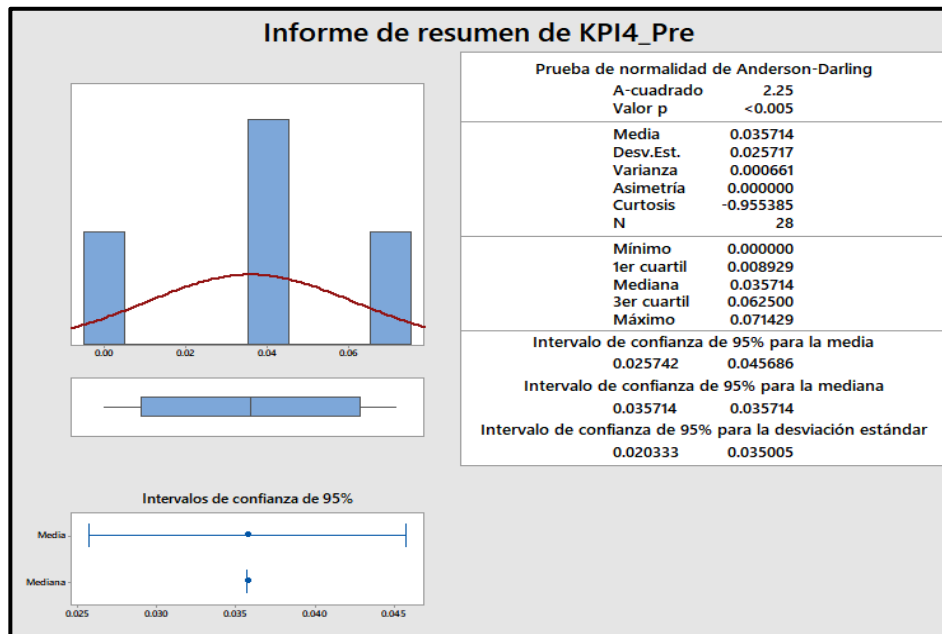 Informe de resumen de KPI4_Pre
Prueba de normalidad de Anderson-Darling
A-cuadrado 2.25
Valor p <0.005
Media 0.035714
Desv.Est. 0.025717
Varianza 0.000661
Asimetría 0.000000
Curtosis -0.955385
N 28
Mínimo 0.000000
1er cuartil 0.008929
Mediana 0.035714
3er cuartil 0.062500
Máximo 0.071429
Intervalo de confianza de 95% para la media
0.025742 0.045686
Intervalo de confianza de 95% para la mediana
0.035714 0.035714
Intervalo de confianza de 95% para la desviación estándar
0.020333 0.035005
0.00 0.02 0.04 0.06
Intervalos de confianza de 95%
Media
Mediana
0.025 0.030 0.035 0.040 0.045